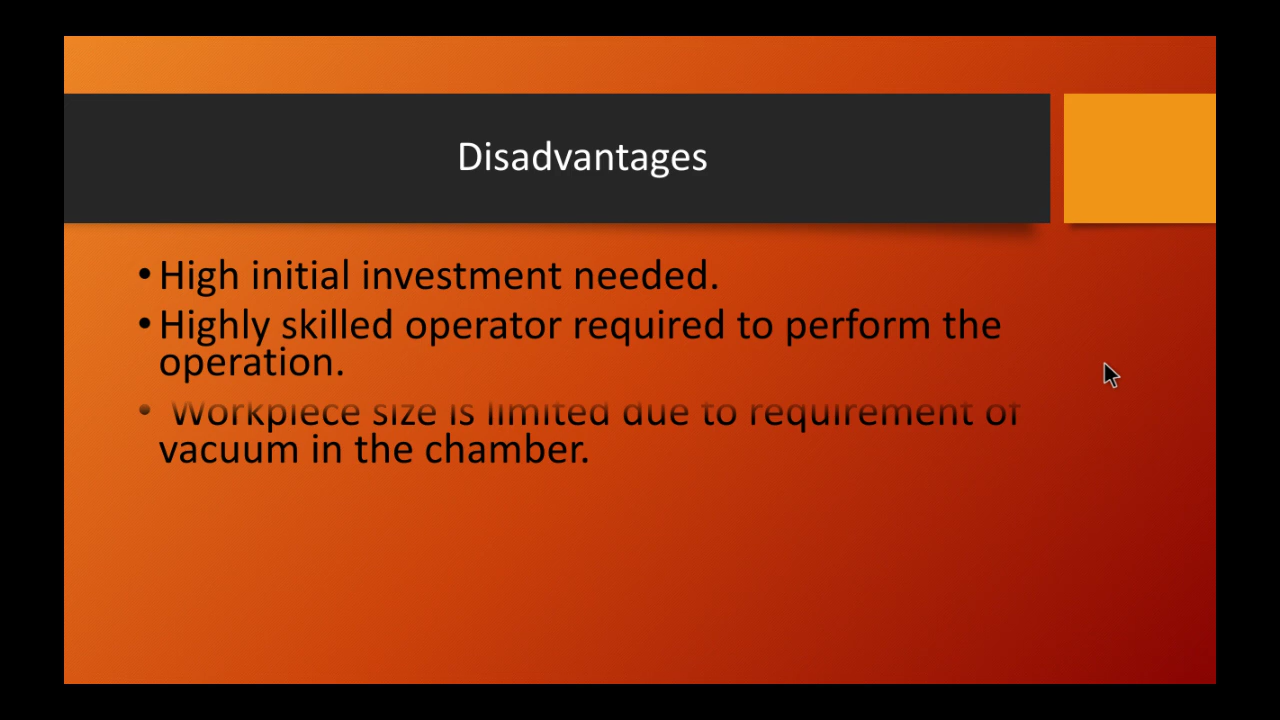 Disadvantages
• High initial investment needed.
• Highly skilled operator required to perform the
operation.
• Workpiece size is limited due to requirement of
vacuum in the chamber.